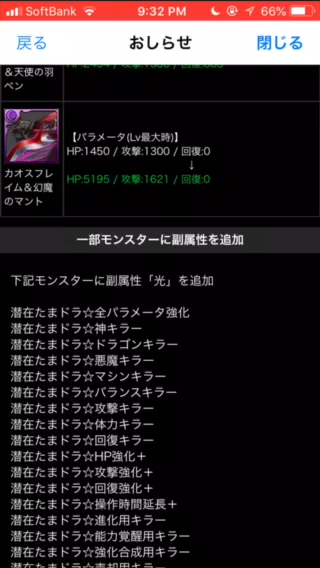 SoftBank 9:32 PM 66%
戻る おしらせ 閉じる
＆天使の羽
ペン
カオスフレ
イム＆幻魔
のマント
【パラメータ(Lv最大時)】
HP:1450 / 攻撃:1300 / 回復:0
↓
HP:5195 / 攻撃:1621 / 回復:0
一部モンスターに副属性を追加
下記モンスターに副属性「光」を追加
潜在たまドラ☆全パラメータ強化
潜在たまドラ☆神キラー
潜在たまドラ☆ドラゴンキラー
潜在たまドラ☆悪魔キラー
潜在たまドラ☆マシンキラー
潜在たまドラ☆バランスキラー
潜在たまドラ☆攻撃キラー
潜在たまドラ☆体力キラー
潜在たまドラ☆回復キラー
潜在たまドラ☆HP強化＋
潜在たまドラ☆攻撃強化＋
潜在たまドラ☆回復強化＋
潜在たまドラ☆操作時間延長＋
潜在たまドラ☆進化用キラー
潜在たまドラ☆能力覚醒用キラー
潜在たまドラ☆強化合成用キラー
潜在たまドラ☆売却用キラー